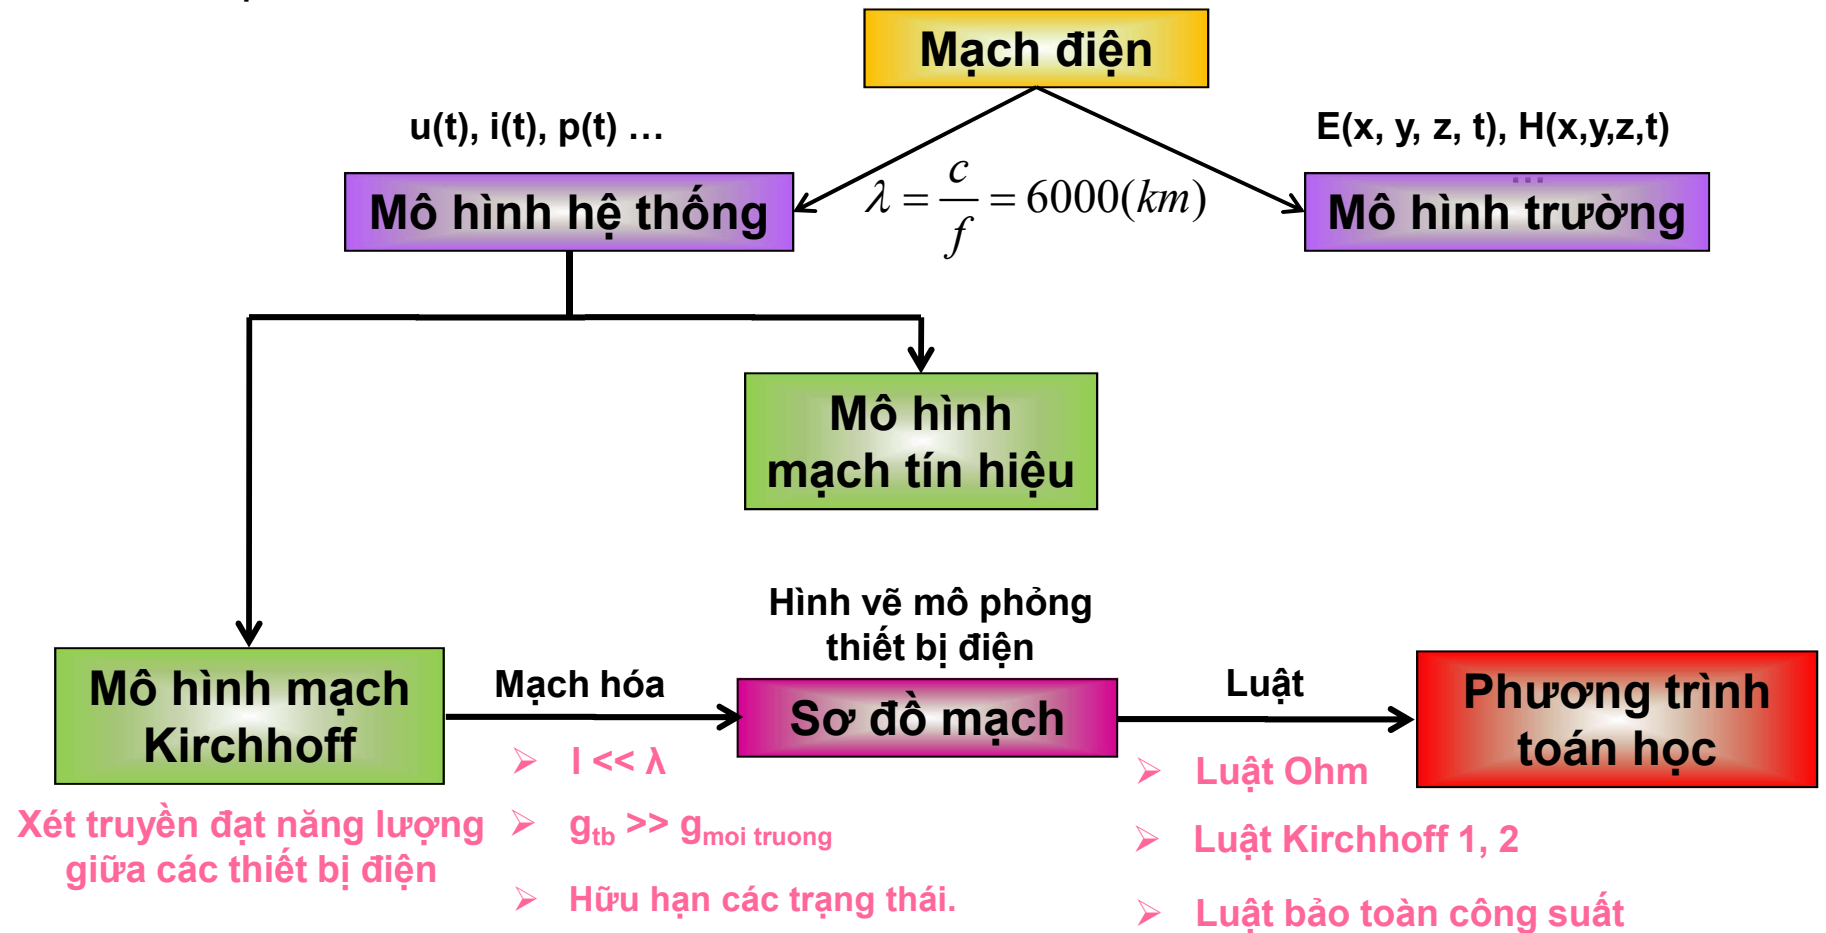 Mạch điện
u(t), i(t), p(t) …
E(x, y, z, t), H(x,y,z,t)
…
Mô hình hệ thống
λ = c/f = 6000(km)
Mô hình trường
Mô hình
mạch tín hiệu
Hình vẽ mô phỏng
thiết bị điện
Mô hình mạch
Kirchhoff
Mạch hóa
Sơ đồ mạch
Luật
Phương trình
toán học
➢ l << λ
➢ Luật Ohm
Xét truyền đạt năng lượng
giữa các thiết bị điện
➢ gtb >> gmoi truong
➢ Luật Kirchhoff 1, 2
➢ Hữu hạn các trạng thái.
➢ Luật bảo toàn công suất